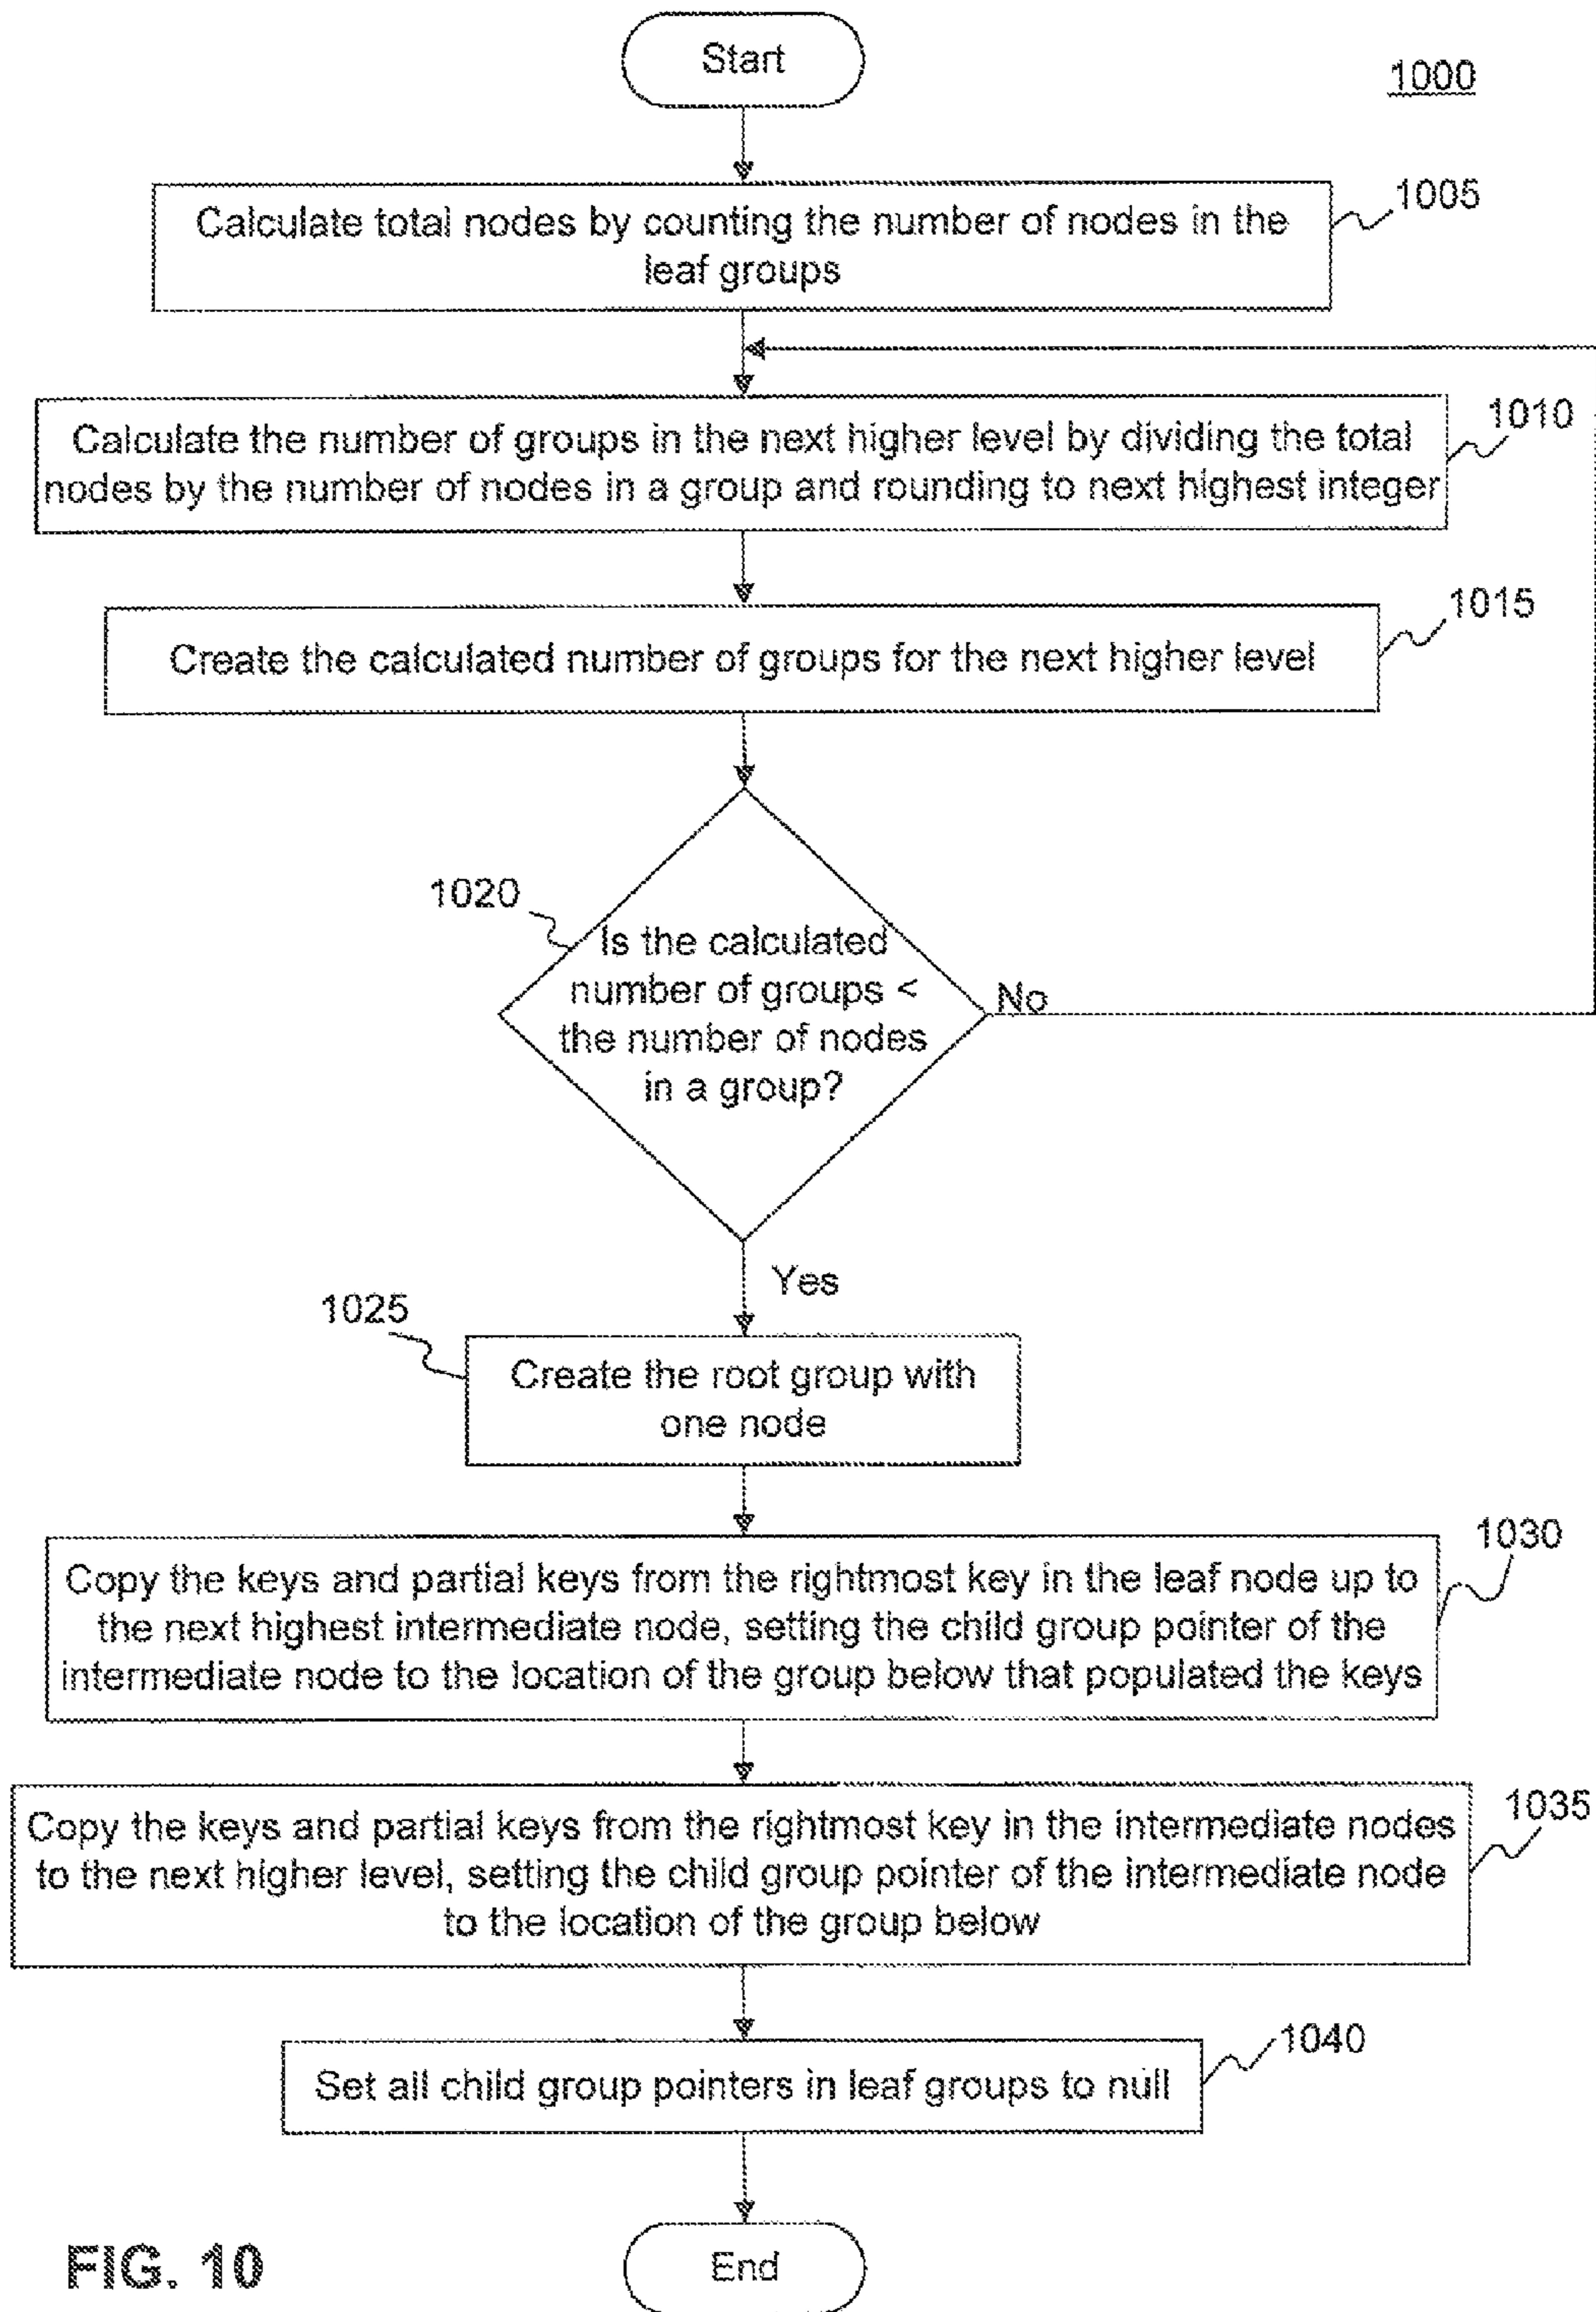 Start
1000
1005
Calculate total nodes by counting the number of nodes in the
leaf groups
1010
Calculate the number of groups in the next higher level by dividing the total
nodes by the number of nodes in a group and rounding to next highest integer
1015
Create the calculated number of groups for the next higher level
1020
Is the calculated
number of groups <
the number of nodes
in a group?
No
Yes
1025
Create the root group with
one node
1030
Copy the keys and partial keys from the rightmost key in the leaf node up to
the next highest intermediate node, setting the child group pointer of the
intermediate node to the location of the group below that populated the keys
1035
Copy the keys and partial keys from the rightmost key in the intermediate nodes
to the next higher level, setting the child group pointer of the intermediate node
to the location of the group below
1040
Set all child group pointers in leaf groups to null
End
FIG. 10